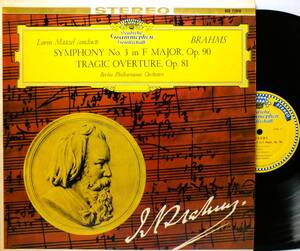 STEREO
Deutsche
Grammophon
Gesellschaft
Lorin Maazel conducts BRAHMS
SYMPHONY No. 3 in F MAJOR, Op. 90
TRAGIC OVERTURE, Op. 81
Berlin Philharmonic Orchestra
J. Brahms.